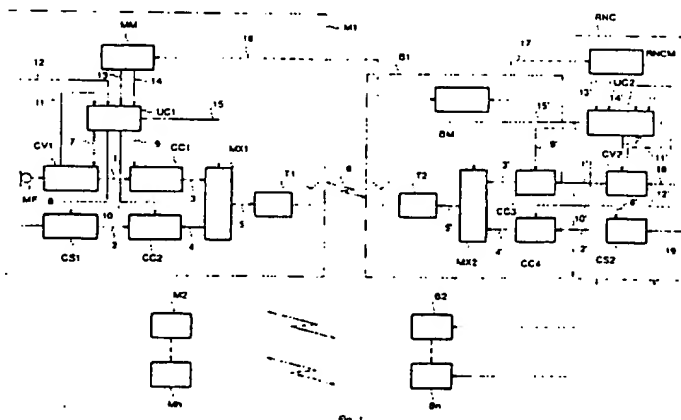 MM
16
M1
RNC
12
13
14
B1
17
RNCM
13'
14'
UC2
11
UC1
15
BM
15'
CV1
7
9
CC1
MX1
T1
6
T2
9'
CV2
11'
3'
1'
18
12'
MF
1
3
8
10
5
5'
CC3
6'
10'
CS1
2
CC2
4
MX2
4'
CC4
2'
CS2
19
M2
B2
Mn
Bn